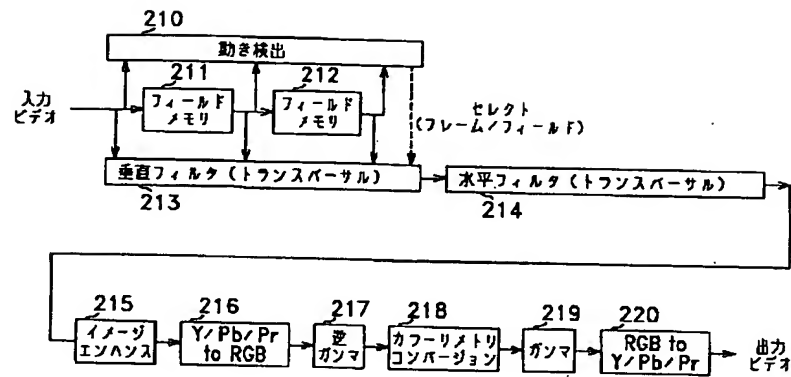 210
動き検出
211
212
入力
ビデオ
フィールド
メモリ
フィールド
メモリ
セレクト
(フレーム/フィールド)
垂直フィルタ(トランスバーサル)
水平フィルタ(トランスバーサル)
213
214
215
216
217
218
219
220
イメージ
エンハンス
Y/Pb/Pr
to RGB
逆
ガンマ
カラーリメトリ
コンバージョン
ガンマ
RGB to
Y/Pb/Pr
出力
ビデオ